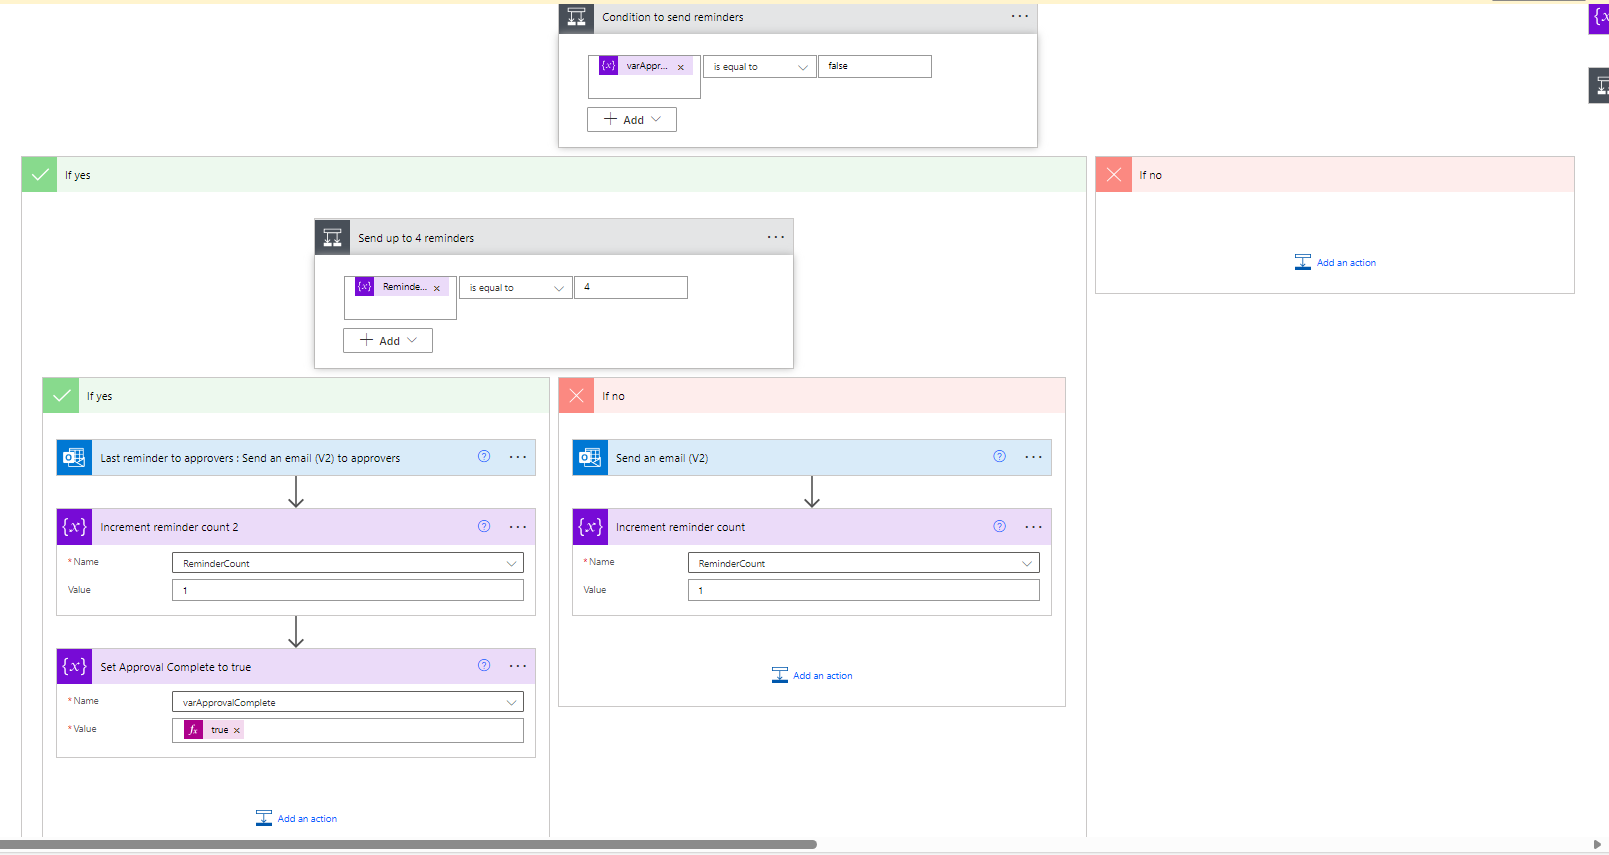 Condition to send reminders
varAppr...
is equal to
false
Add
If yes
If no
Send up to 4 reminders
Add an action
Reminde...
is equal to
4
Add
If yes
If no
Last reminder to approvers : Send an email (V2) to approvers
Send an email (V2)
Increment reminder count 2
Increment reminder count
* Name
ReminderCount
* Name
ReminderCount
Value
1
Value
1
Set Approval Complete to true
Add an action
* Name
varApprovalComplete
* Value
fx true
Add an action